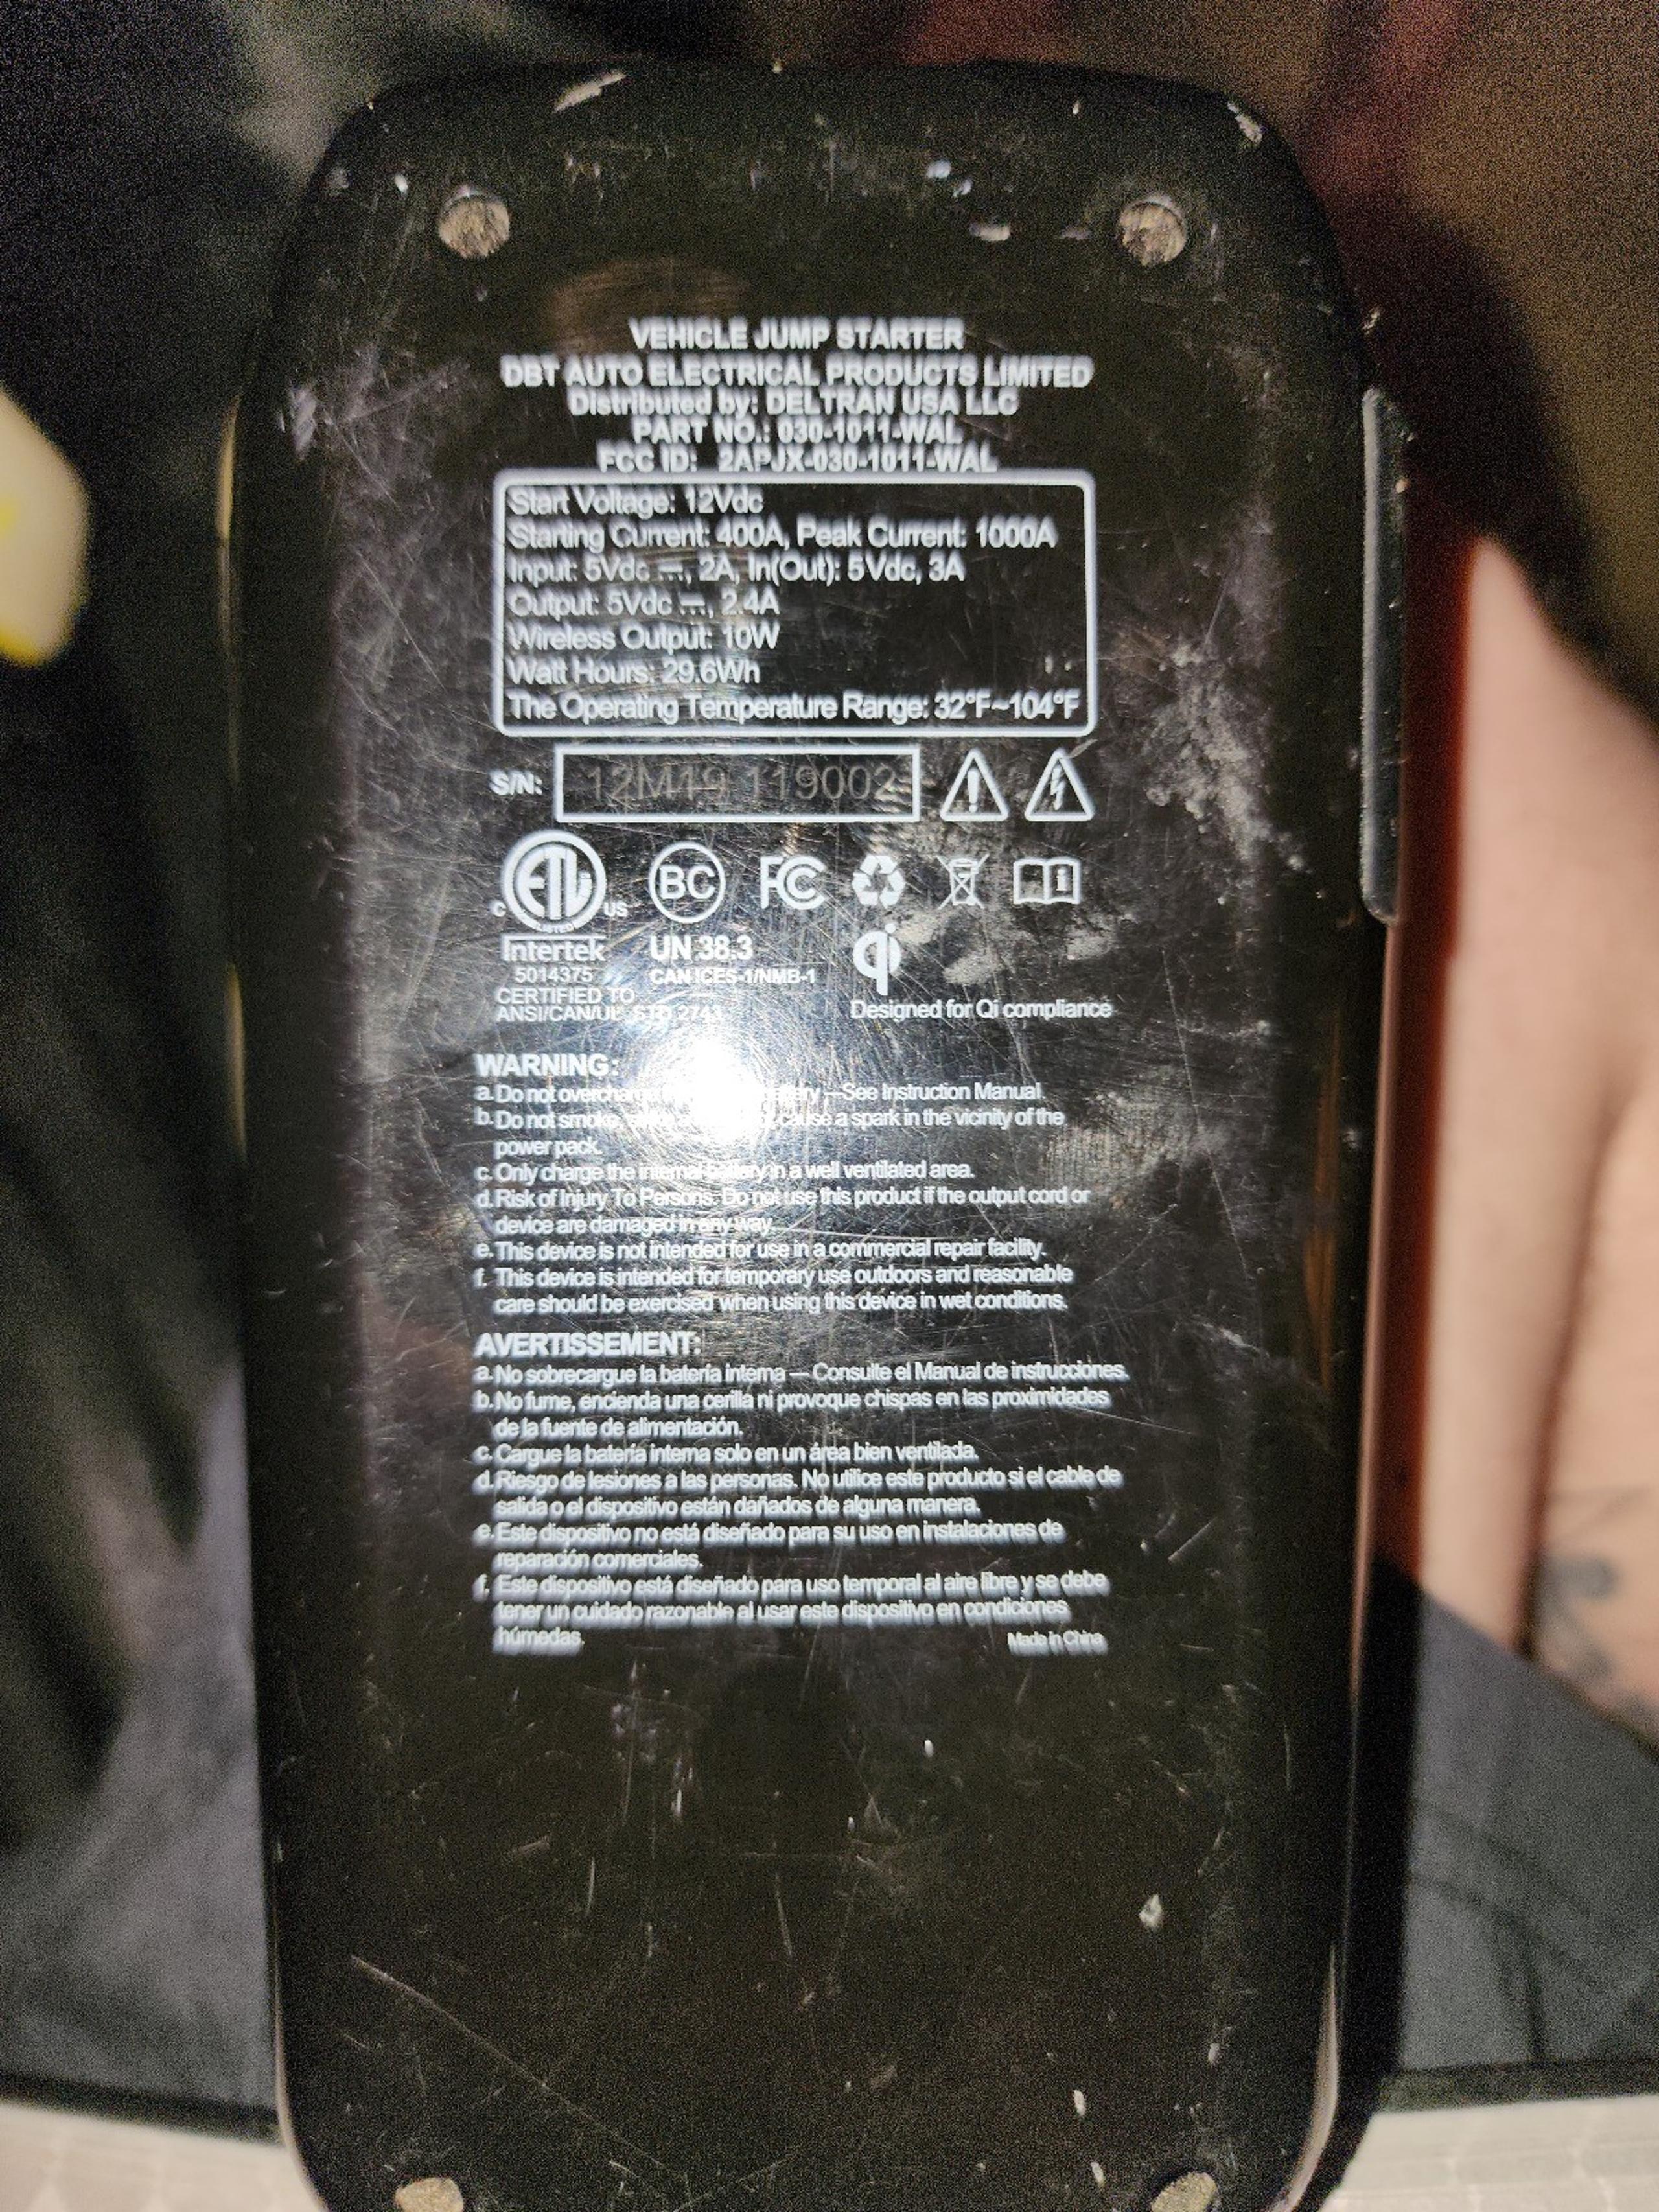 VEHICLE JUMP STARTER
DBT AUTO ELECTRICAL PRODUCTS LIMITED
Distributed by: DELTRAN USA LLC
PART NO.: 030-1011-WAL
FCC ID: 2APJX-030-1011-WAL
Start Voltage: 12Vdc
Starting Current: 400A, Peak Current: 1000A
Input: 5Vdc ⎓, 2A, In(Out): 5Vdc, 3A
Output: 5Vdc ⎓, 2.4A
Wireless Output: 10W
Watt Hours: 29.6Wh
The Operating Temperature Range: 32°F~104°F
S/N: 12M19 119002
ETL BC FC i
C US
LISTED
Intertek UN 38.3 qi
5014375 CAN ICES-1/NMB-1
CERTIFIED TO
ANSI/CAN/UL STD 2743 Designed for Qi compliance
WARNING:
a. Do not overcharge —See Instruction Manual
b. Do not smoke, cause a spark in the vicinity of the
power pack.
c. Only charge the internal battery in a well ventilated area.
d. Risk of Injury To Persons. Do not use this product if the output cord or
device are damaged in any way.
e. This device is not intended for use in a commercial repair facility.
f. This device is intended for temporary use outdoors and reasonable
care should be exercised when using this device in wet conditions.
AVERTISSEMENT:
a. No sobrecargue la batería interna — Consulte el Manual de instrucciones.
b. No fume, encienda una cerilla ni provoque chispas en las proximidades
de la fuente de alimentación.
c. Cargue la batería interna solo en un área bien ventilada.
d. Riesgo de lesiones a las personas. No utilice este producto si el cable de
salida o el dispositivo están dañados de alguna manera.
e. Este dispositivo no está diseñado para su uso en instalaciones de
reparación comerciales.
f. Este dispositivo está diseñado para uso temporal al aire libre y se debe
tener un cuidado razonable al usar este dispositivo en condiciones
húmedas. Made in China